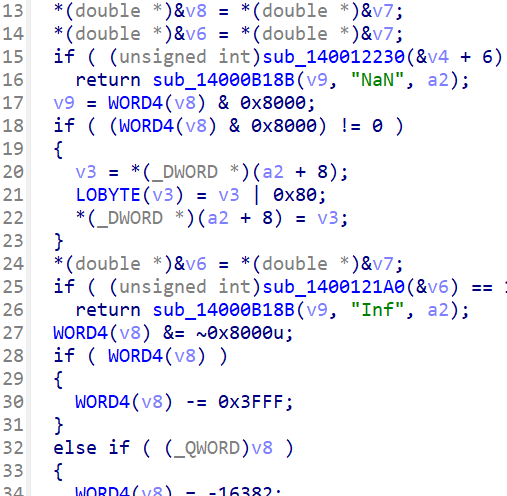 13 *(double *)&v8 = *(double *)&v7;
14 *(double *)&v6 = *(double *)&v7;
15 if ( (unsigned int)sub_140012230(&v4 + 6)
16 return sub_14000B18B(v9, "NaN", a2);
17 v9 = WORD4(v8) & 0x8000;
18 if ( (WORD4(v8) & 0x8000) != 0 )
19 {
20 v3 = *(_DWORD *)(a2 + 8);
21 LOBYTE(v3) = v3 | 0x80;
22 *(_DWORD *)(a2 + 8) = v3;
23 }
24 *(double *)&v6 = *(double *)&v7;
25 if ( (unsigned int)sub_1400121A0(&v6) ==
26 return sub_14000B18B(v9, "Inf", a2);
27 WORD4(v8) &= ~0x8000u;
28 if ( WORD4(v8) )
29 {
30 WORD4(v8) -= 0x3FFF;
31 }
32 else if ( (_QWORD)v8 )
33 {
34 WORD4(v8) = -16382;